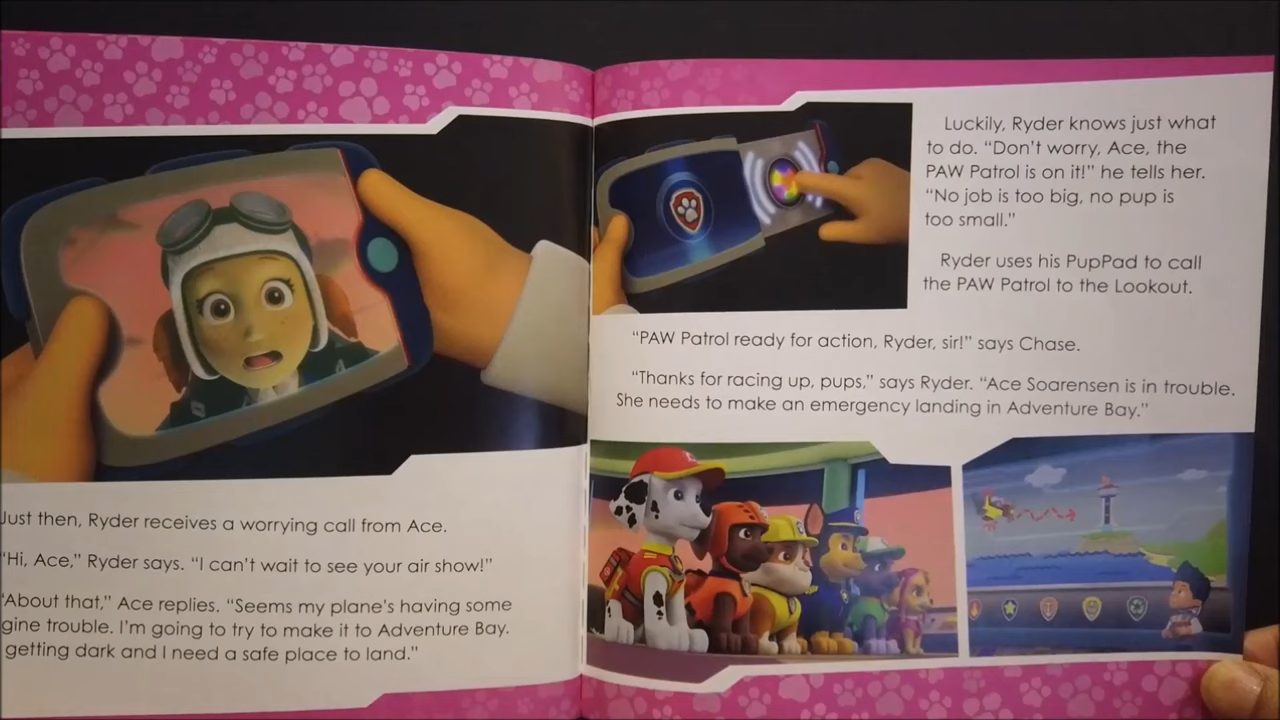 Just then, Ryder receives a worrying call from Ace.
“Hi, Ace,” Ryder says. “I can’t wait to see your air show!”
“About that,” Ace replies. “Seems my plane’s having some
gine trouble. I’m going to try to make it to Adventure Bay.
getting dark and I need a safe place to land.”
Luckily, Ryder knows just what
to do. “Don’t worry, Ace, the
PAW Patrol is on it!” he tells her.
“No job is too big, no pup is
too small.”
Ryder uses his PupPad to call
the PAW Patrol to the Lookout.
“PAW Patrol ready for action, Ryder, sir!” says Chase.
“Thanks for racing up, pups,” says Ryder. “Ace Soarensen is in trouble.
She needs to make an emergency landing in Adventure Bay.”